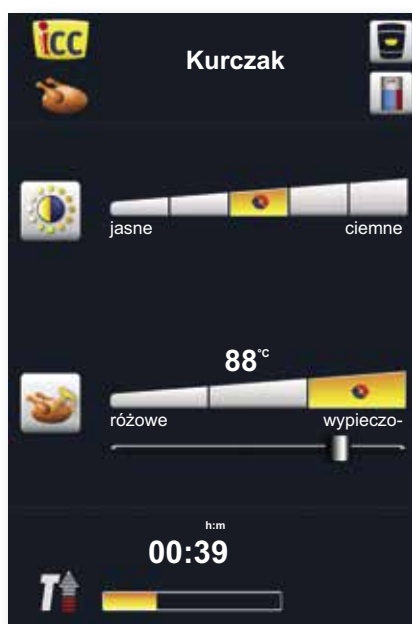 iCC
Kurczak
jasne ciemne
88°C
różowe wypieczo-
h:m
00:39
T